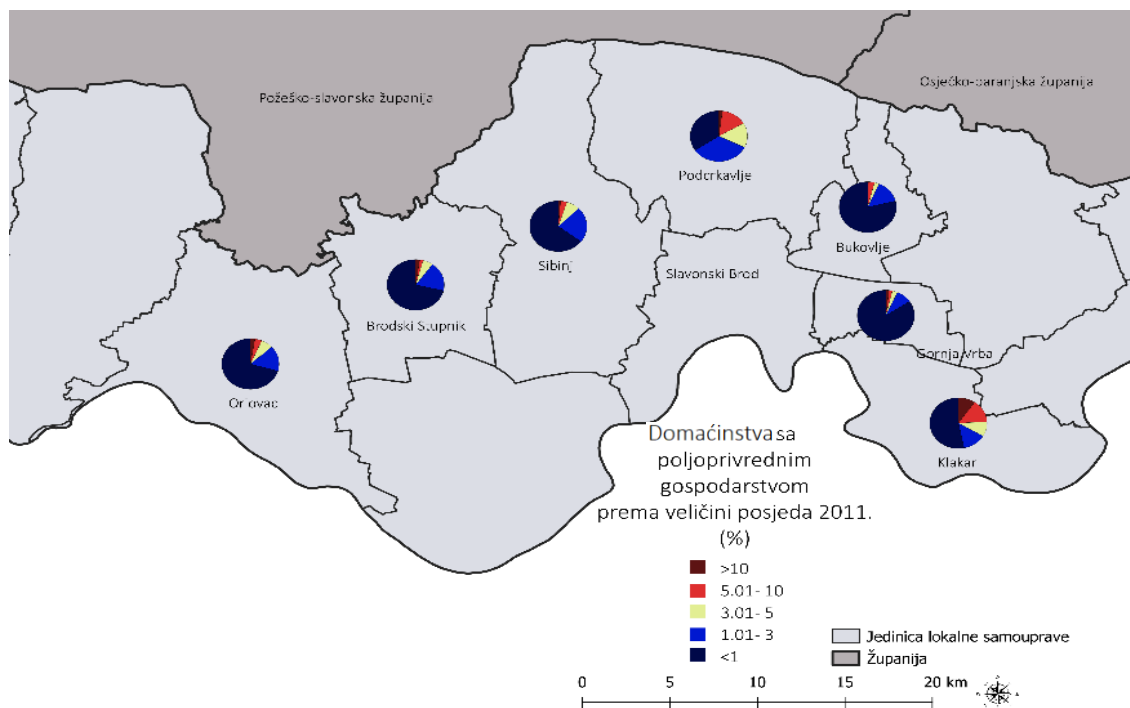 Požeško-slavonska županija
Osječko-baranjska županija
Podcrkavlje
Bukovlje
Sibinj
Slavonski Brod
Brodski Stupnik
Gornja Vrba
Oriovac
Klakar
Domaćinstva sa
poljoprivrednim
gospodarstvom
prema veličini posjeda 2011.
(%)
>10
5.01- 10
3.01- 5
1.01- 3
<1
Jedinica lokalne samouprave
Županija
0 5 10 15 20 km